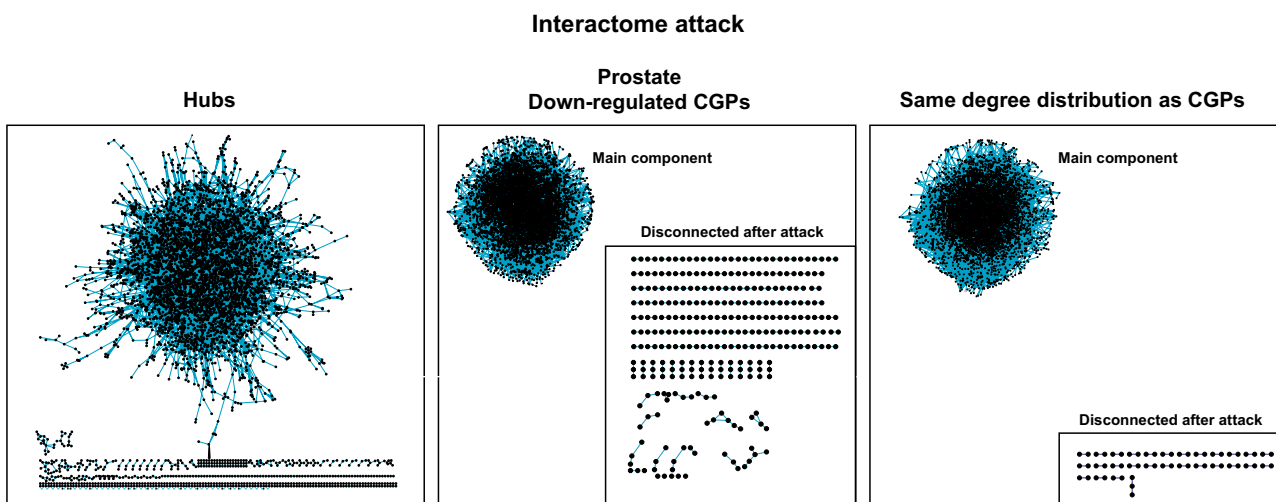 Interactome attack
Hubs
Prostate
Down-regulated CGPs
Same degree distribution as CGPs
Main component
Disconnected after attack
Main component
Disconnected after attack